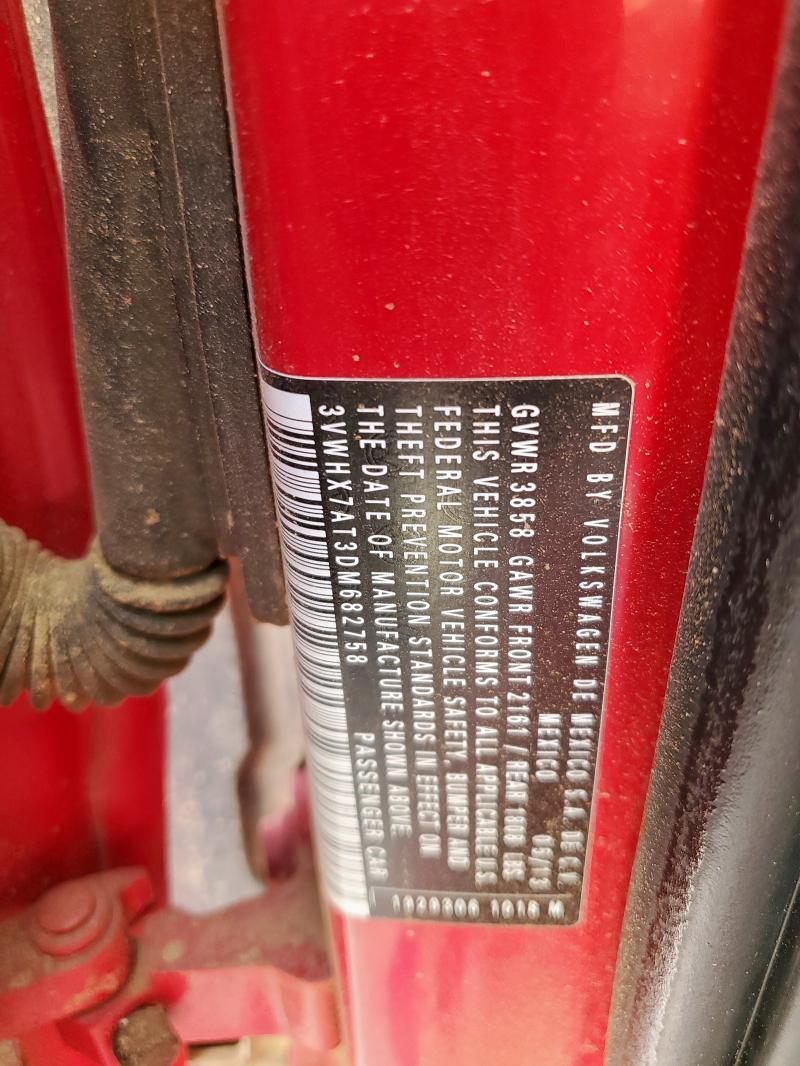 MFD BY VOLKSWAGEN DE MEXICO S.A. DE C.V.
MEXICO
GVWR 3858 GAWR FRONT 2161 / REAR 1808 LBS
THIS VEHICLE CONFORMS TO ALL APPLICABLE U.S.
FEDERAL MOTOR VEHICLE SAFETY, BUMPER AND
THEFT PREVENTION STANDARDS IN EFFECT ON
THE DATE OF MANUFACTURE SHOWN ABOVE
3VWHX7AT3DM682758 PASSENGER CAR